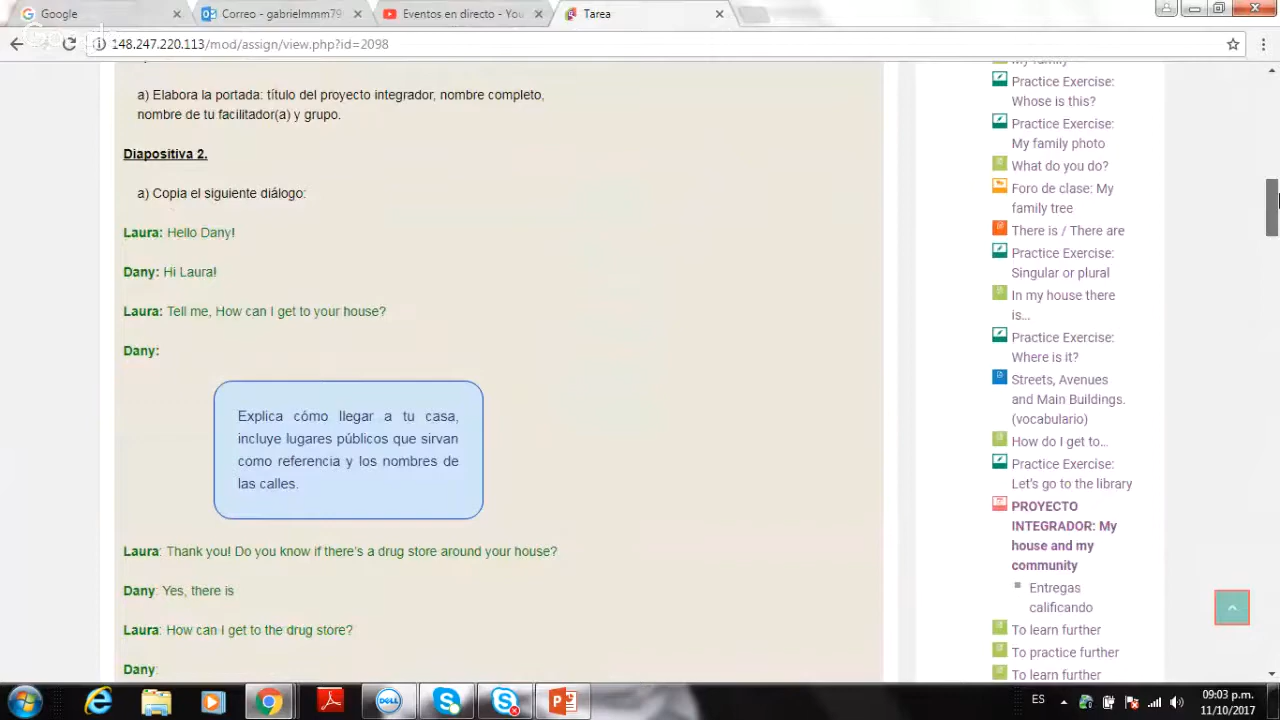 Google
Correo - gabrielmmm79
Eventos en directo - You
Tarea
148.247.220.113/mod/assign/view.php?id=2098
a) Elabora la portada: título del proyecto integrador, nombre completo,
nombre de tu facilitador(a) y grupo.
Diapositiva 2.
a) Copia el siguiente diálogo.
Laura: Hello Dany!
Dany: Hi Laura!
Laura: Tell me, How can I get to your house?
Dany:
Explica cómo llegar a tu casa,
incluye lugares públicos que sirvan
como referencia y los nombres de
las calles.
Laura: Thank you! Do you know if there's a drug store around your house?
Dany: Yes, there is
Laura: How can I get to the drug store?
Dany:
My family
Practice Exercise:
Whose is this?
Practice Exercise:
My family photo
What do you do?
Foro de clase: My
family tree
There is / There are
Practice Exercise:
Singular or plural
In my house there
is...
Practice Exercise:
Where is it?
Streets, Avenues
and Main Buildings.
(vocabulario)
How do I get to...
Practice Exercise:
Let's go to the library
PROYECTO
INTEGRADOR: My
house and my
community
Entregas
calificando
To learn further
To practice further
To learn further
DELL
ES
09:03 p.m.
11/10/2017